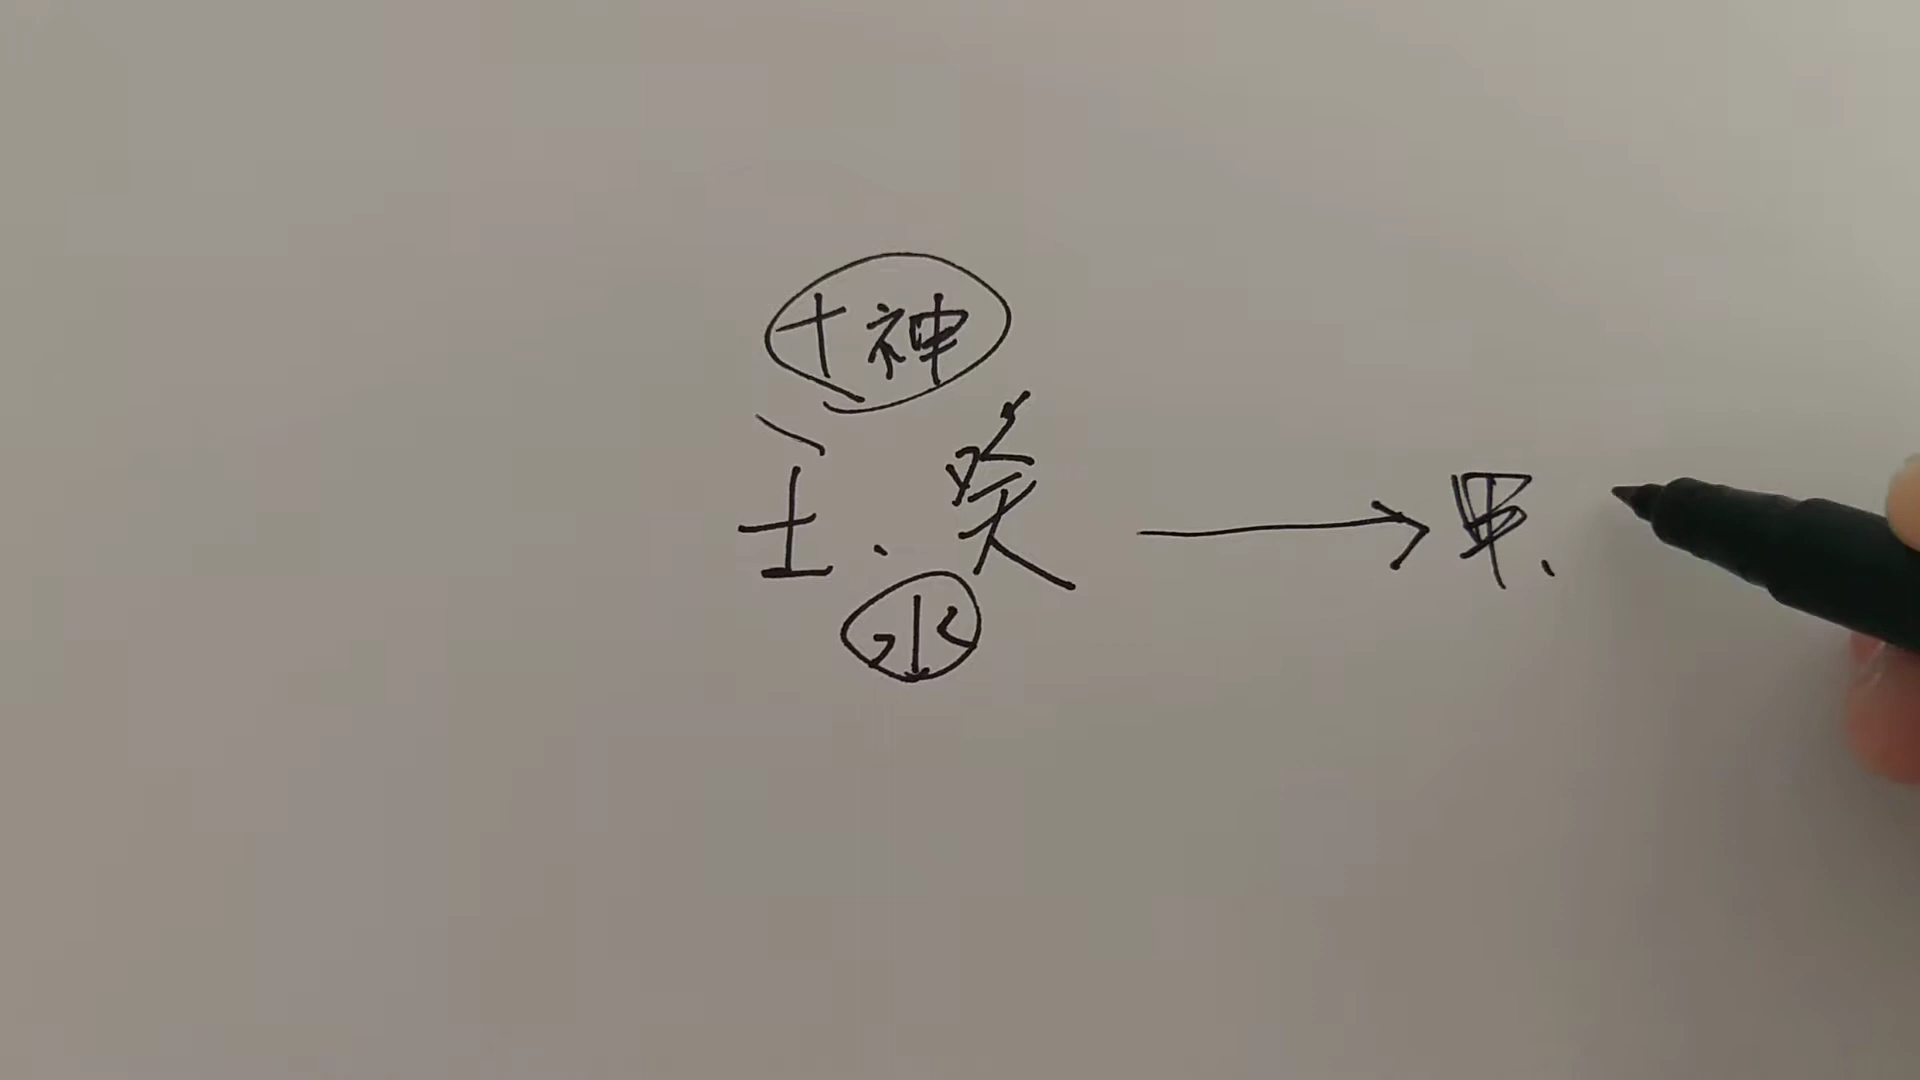 十神
壬、癸 → 甲、
水